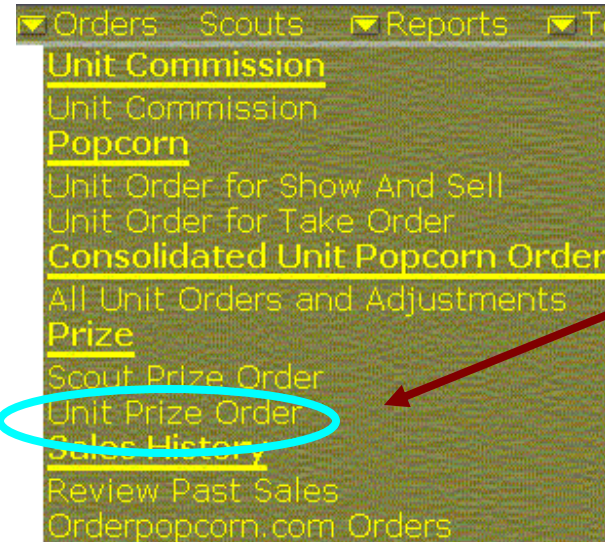 Orders Scouts Reports
Unit Commission
Unit Commission
Popcorn
Unit Order for Show And Sell
Unit Order for Take Order
Consolidated Unit Popcorn Order
All Unit Orders and Adjustments
Prize
Scout Prize Order
Unit Prize Order
Sales History
Review Past Sales
Orderpopcorn.com Orders